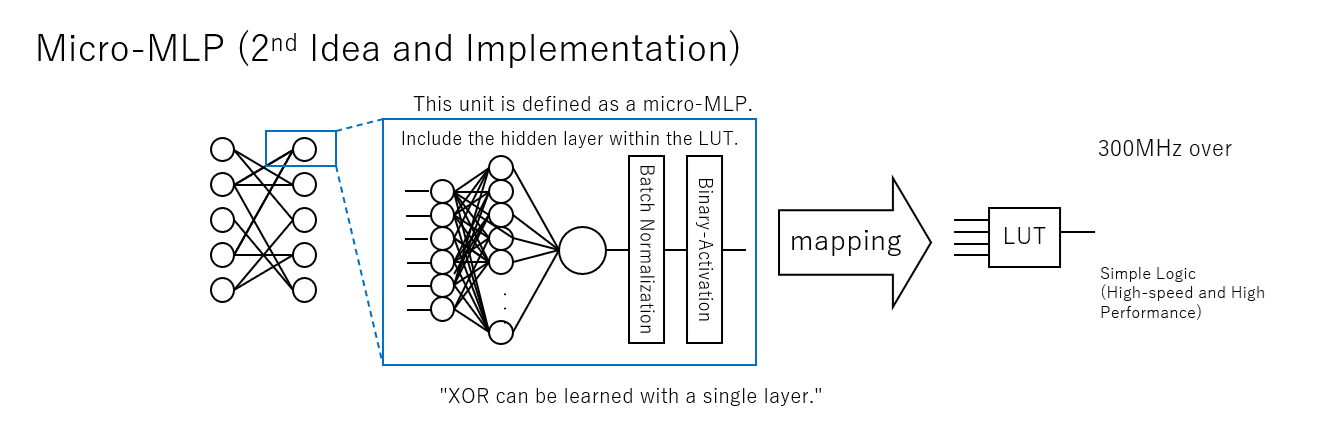 Micro-MLP (2nd Idea and Implementation)
This unit is defined as a micro-MLP.
Include the hidden layer within the LUT.
Batch Normalization
Binary-Activation
mapping
LUT
300MHz over
Simple Logic
(High-speed and High
Performance)
"XOR can be learned with a single layer."